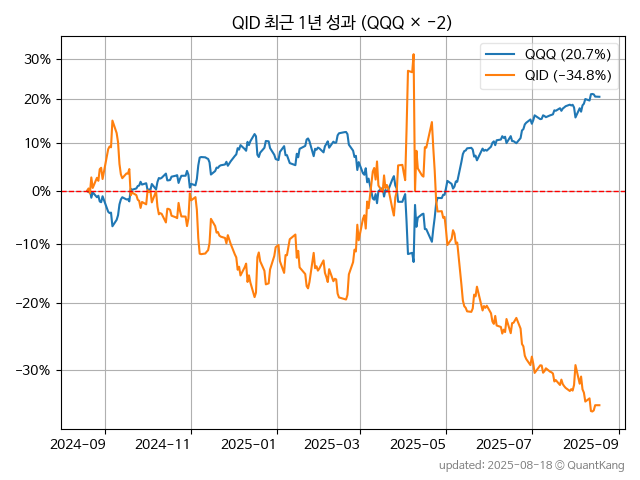 QID 최근 1년 성과 (QQQ × −2)
QQQ (20.7%)
QID (−34.8%)
30%
20%
10%
0%
−10%
−20%
−30%
2024−09 2024−11 2025−01 2025−03 2025−05 2025−07 2025−09
updated: 2025-08-18 © QuantKang